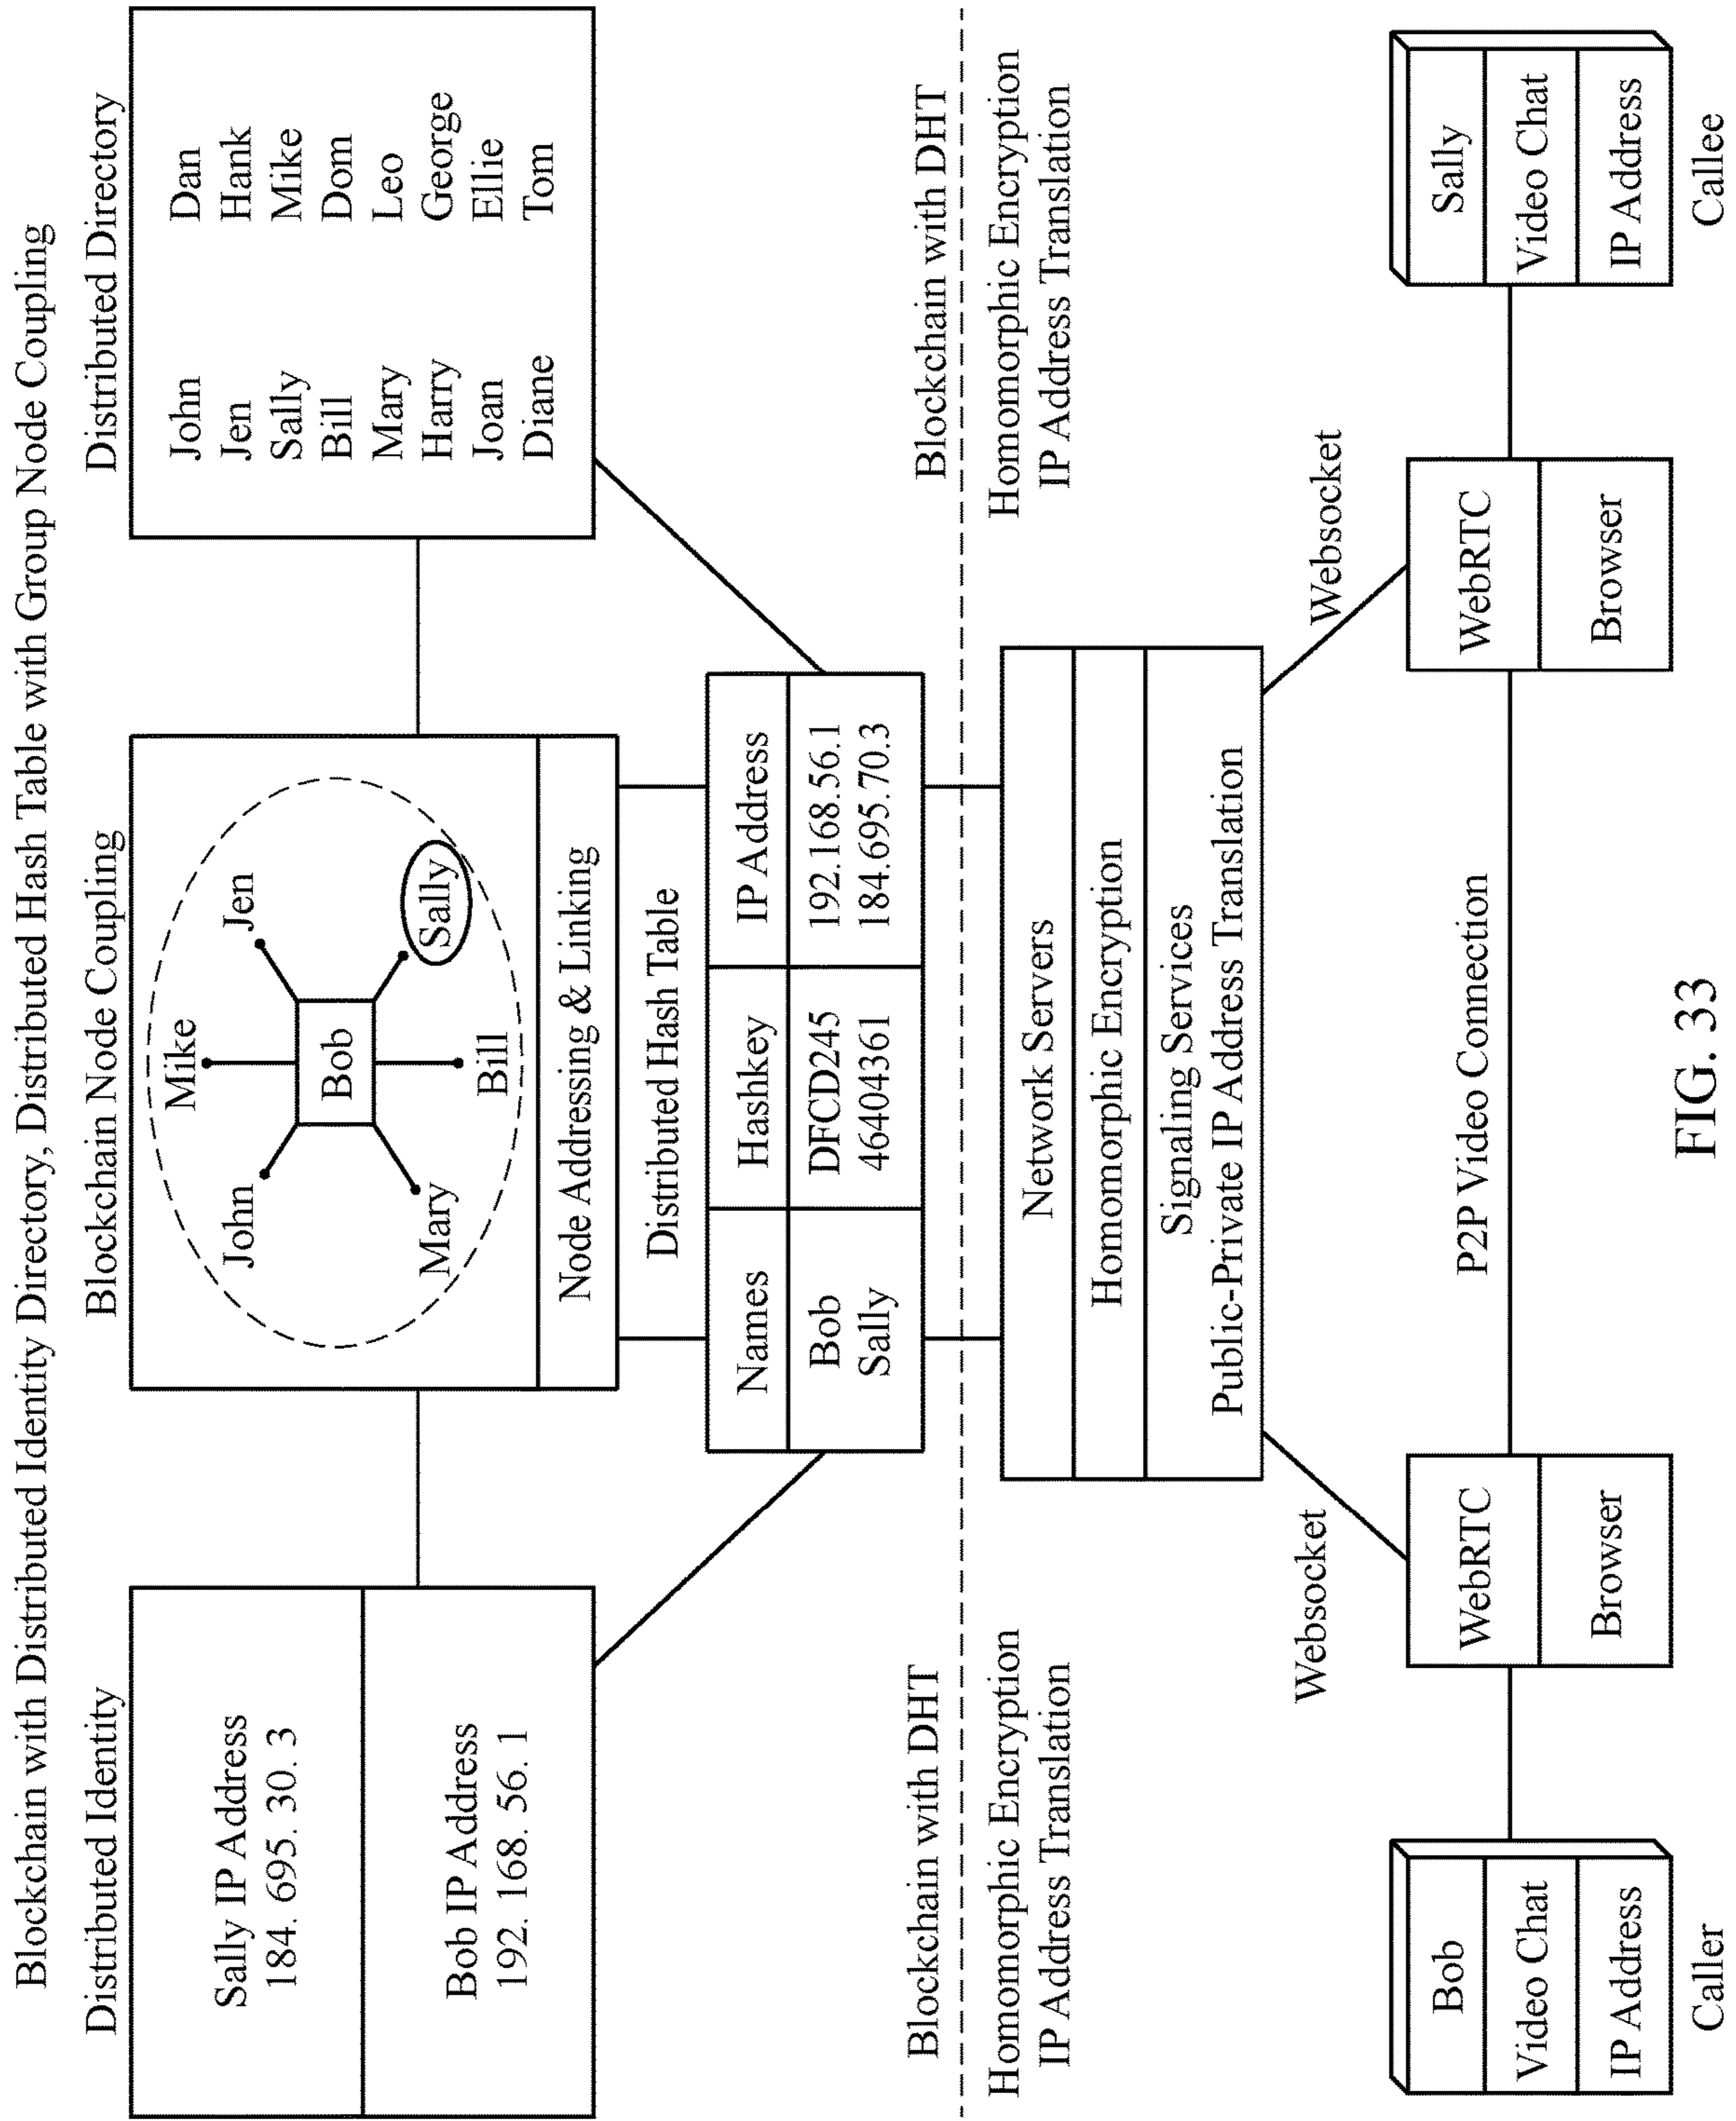 Blockchain with Distributed Identity Directory, Distributed Hash Table with Group Node Coupling
Distributed Identity
Sally IP Address
184. 695. 30. 3
Bob IP Address
192. 168. 56. 1
Blockchain Node Coupling
Mike
John
Jen
Bob
Mary
Sally
Bill
Node Addressing & Linking
Distributed Directory
John Dan
Jen Hank
Sally Mike
Bill Dom
Mary Leo
Harry George
Joan Ellie
Diane Tom
Distributed Hash Table
Names Hashkey IP Address
Bob DFCD245 192.168.56.1
Sally 46404361 184.695.70.3
Blockchain with DHT
Blockchain with DHT
Homomorphic Encryption
IP Address Translation
Homomorphic Encryption
IP Address Translation
Network Servers
Homomorphic Encryption
Signaling Services
Public-Private IP Address Translation
Websocket
Websocket
Bob
Video Chat
IP Address
Caller
WebRTC
Browser
P2P Video Connection
WebRTC
Browser
Sally
Video Chat
IP Address
Callee
FIG. 33